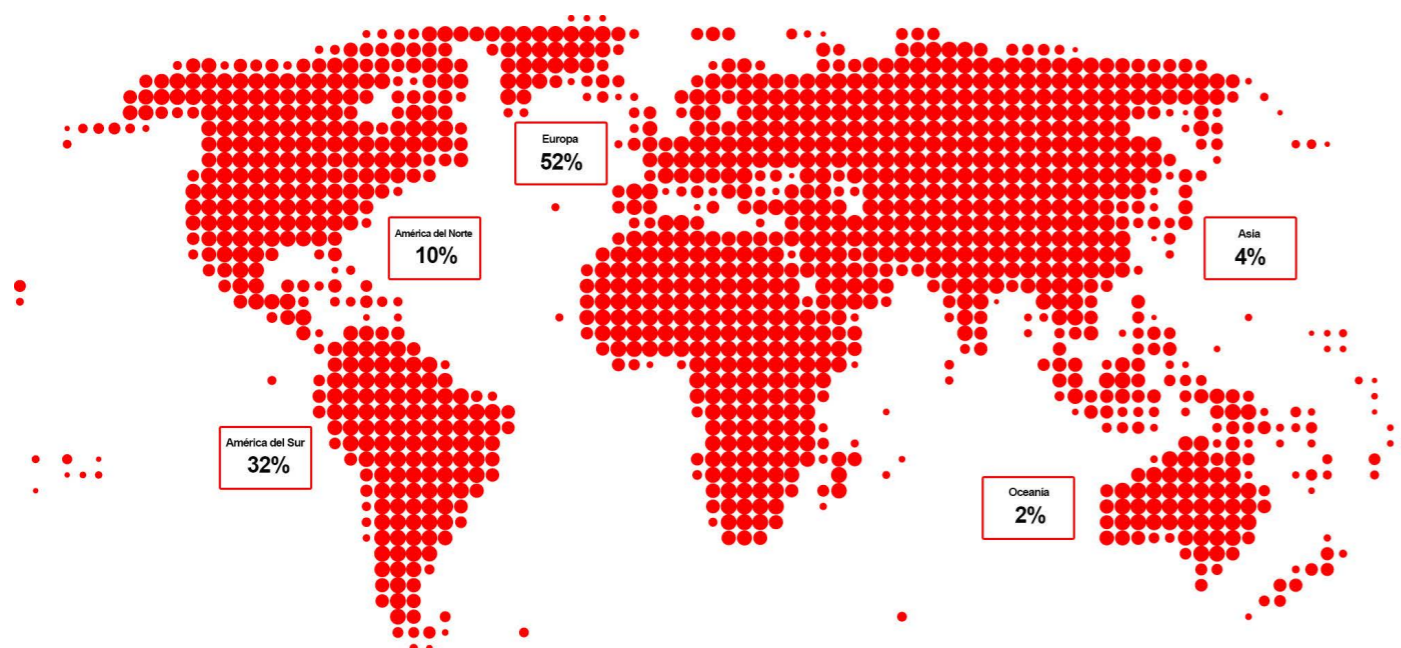 Europa
52%
América del Norte
10%
Asia
4%
América del Sur
32%
Oceanía
2%